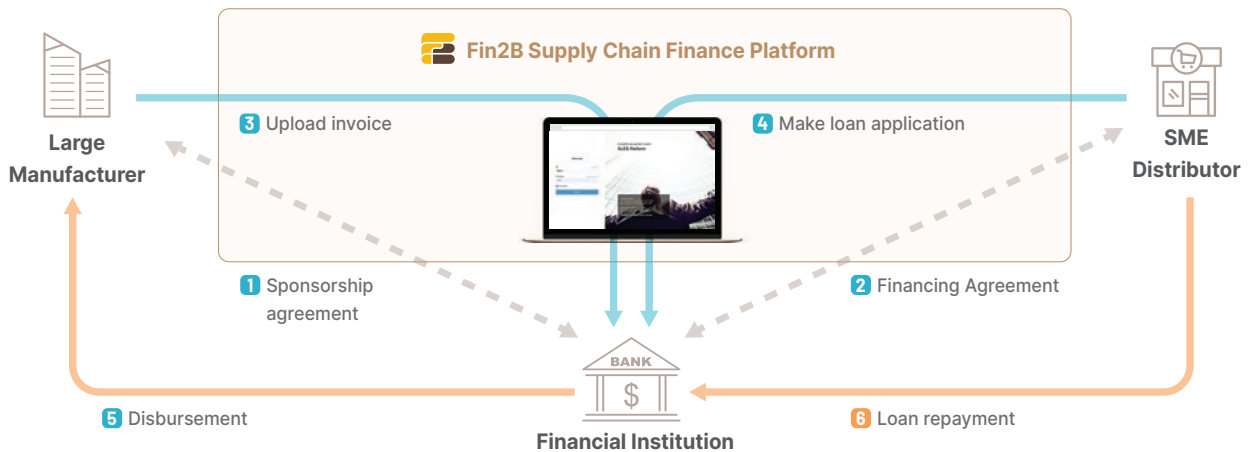 Fin2B Supply Chain Finance Platform
3 Upload invoice
4 Make loan application
Large
Manufacturer
SME
Distributor
1 Sponsorship
agreement
2 Financing Agreement
BANK
$
5 Disbursement
6 Loan repayment
Financial Institution